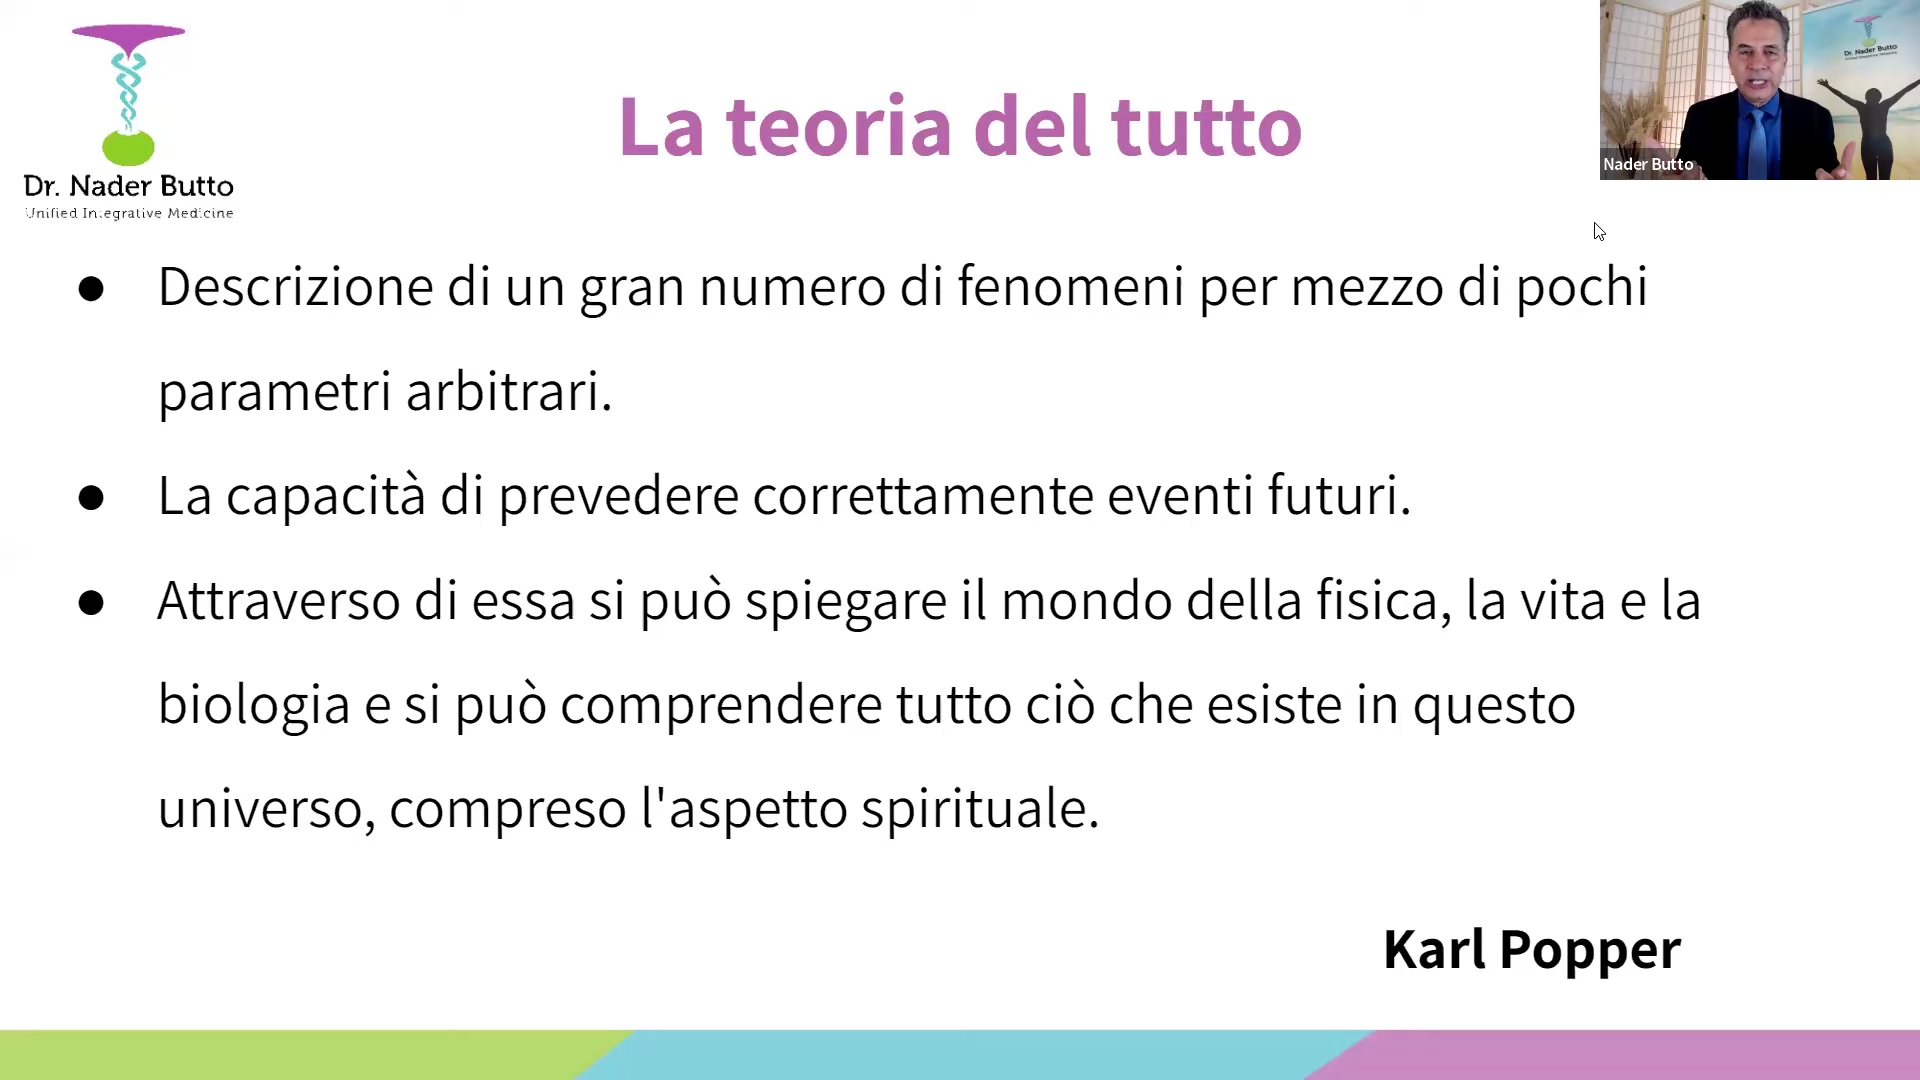 Dr. Nader Butto
Unified Integrative Medicine
La teoria del tutto
Dr. Nader Butto
Nader Butto
● Descrizione di un gran numero di fenomeni per mezzo di pochi
parametri arbitrari.
● La capacità di prevedere correttamente eventi futuri.
● Attraverso di essa si può spiegare il mondo della fisica, la vita e la
biologia e si può comprendere tutto ciò che esiste in questo
universo, compreso l'aspetto spirituale.
Karl Popper